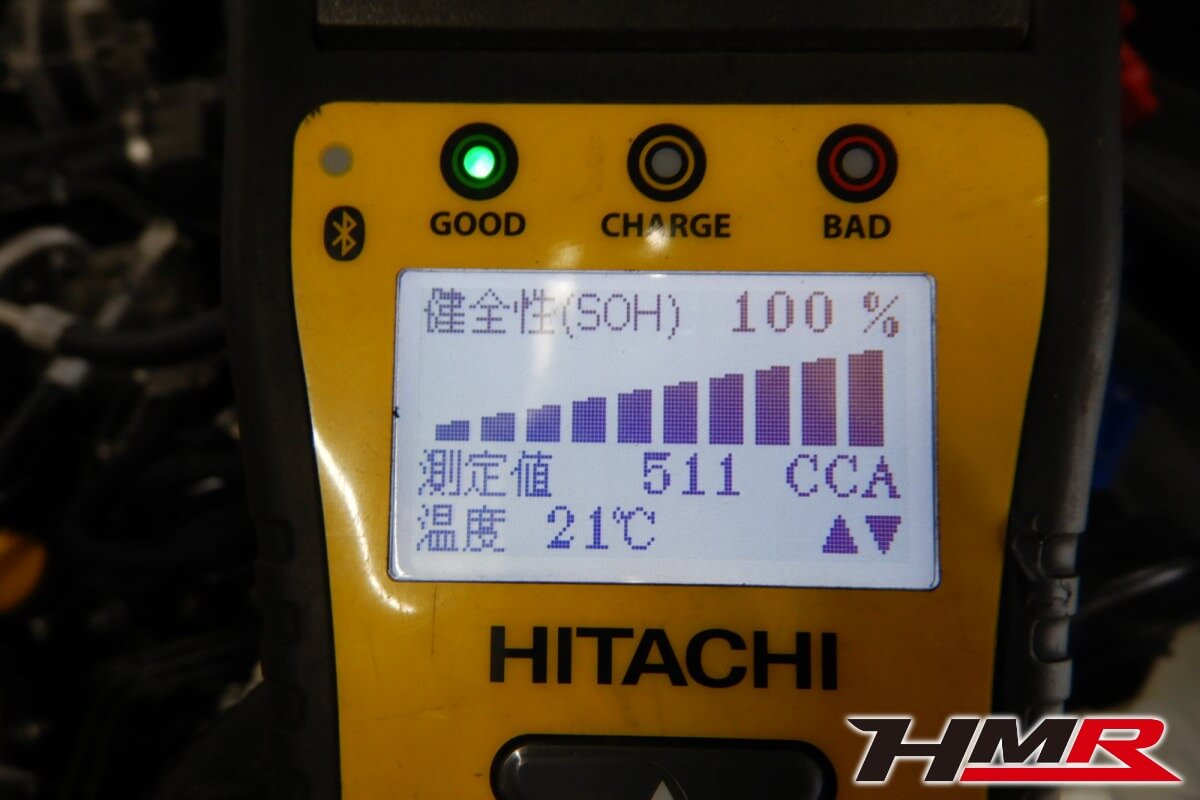 GOOD CHARGE BAD
健全性(SOH) 100 %
測定値 511 CCA
温度 21℃ ▲▼
HITACHI
HMR